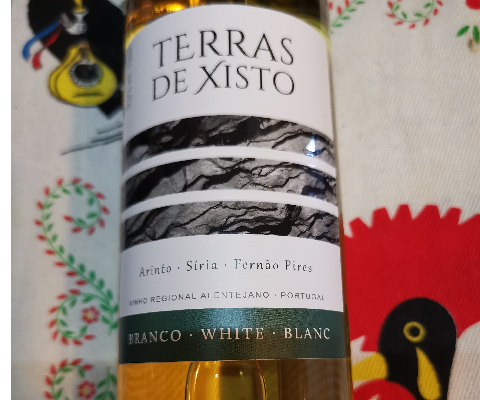 TERRAS
DE XISTO
Arinto · Síria · Fernão Pires
VINHO REGIONAL ALENTEJANO · PORTUGAL
BRANCO · WHITE · BLANC